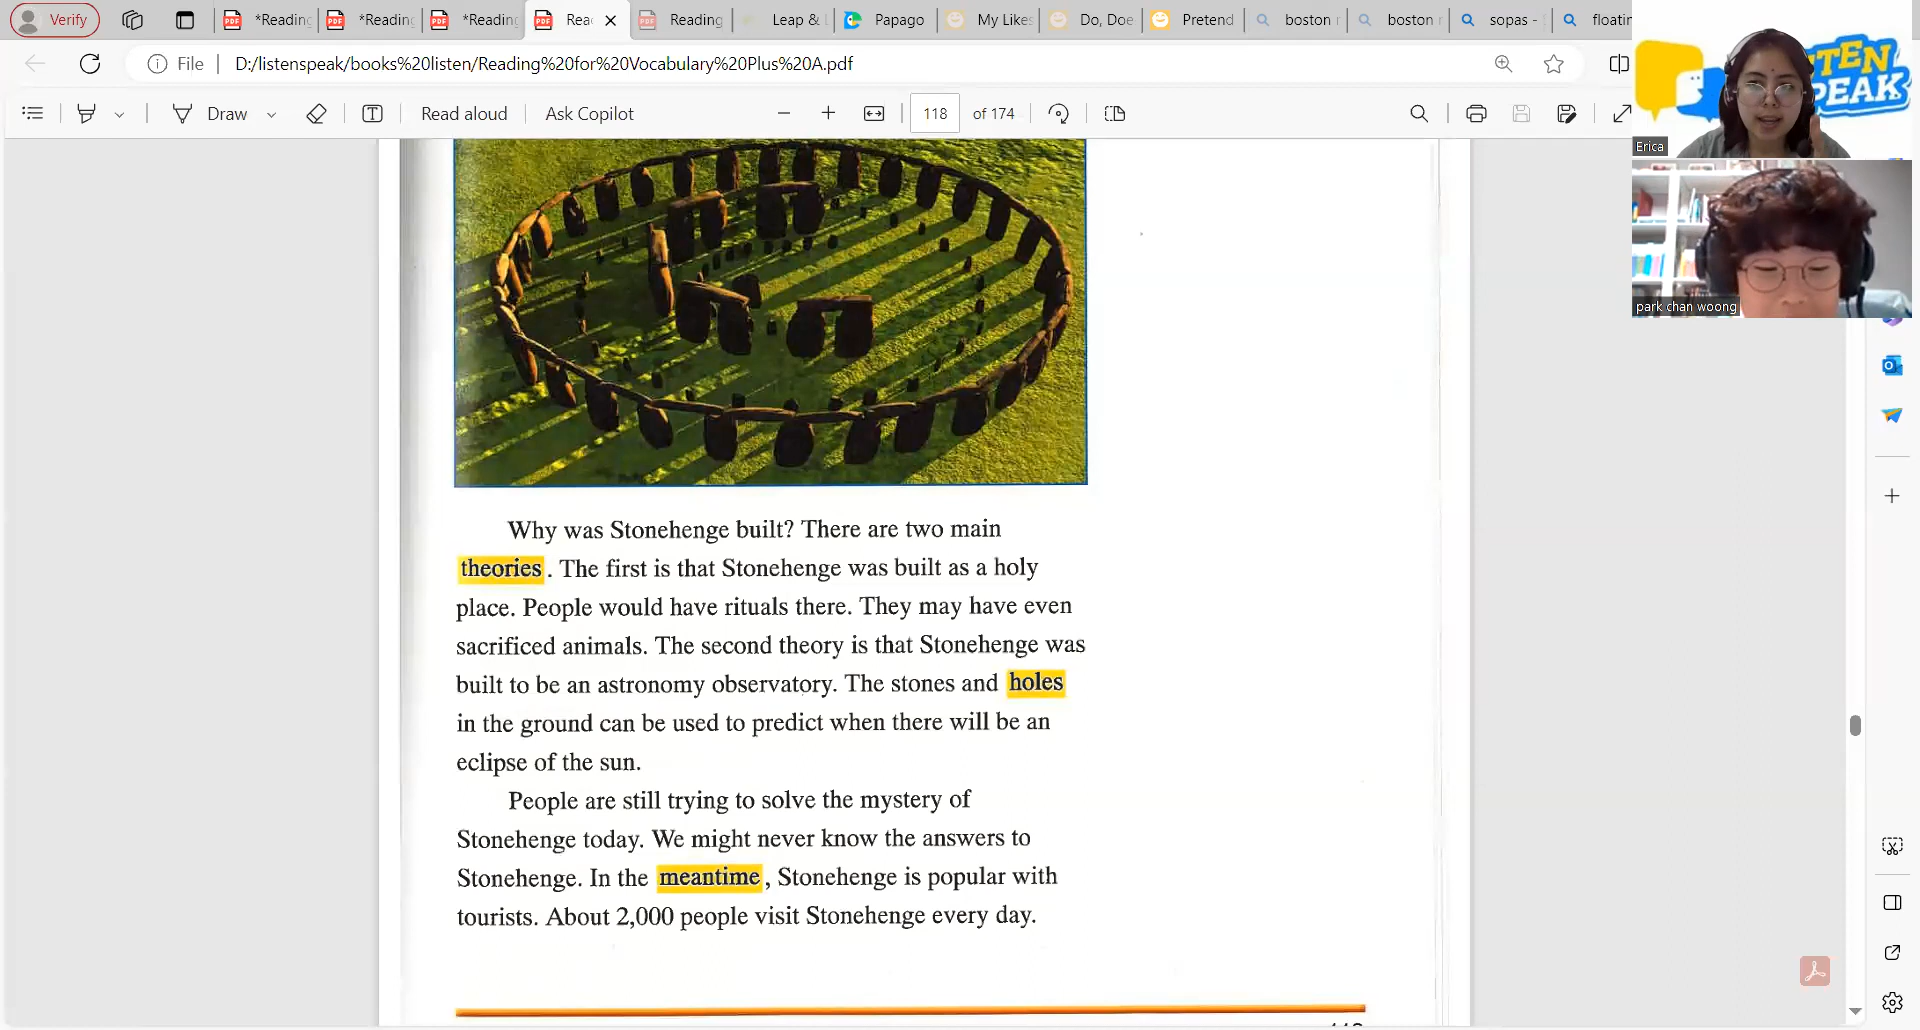 Verify
*Reading
*Reading
*Reading
Rea
Reading
Leap &
Papago
My Likes
Do, Doe
Pretend
boston
boston
sopas -
floatin
File
D:/listenspeak/books%20listen/Reading%20for%20Vocabulary%20Plus%20A.pdf
Draw
Read aloud
Ask Copilot
118
of 174
TEN
PEAK
Erica
park chan woong
Why was Stonehenge built? There are two main
theories. The first is that Stonehenge was built as a holy
place. People would have rituals there. They may have even
sacrificed animals. The second theory is that Stonehenge was
built to be an astronomy observatory. The stones and holes
in the ground can be used to predict when there will be an
eclipse of the sun.
People are still trying to solve the mystery of
Stonehenge today. We might never know the answers to
Stonehenge. In the meantime, Stonehenge is popular with
tourists. About 2,000 people visit Stonehenge every day.